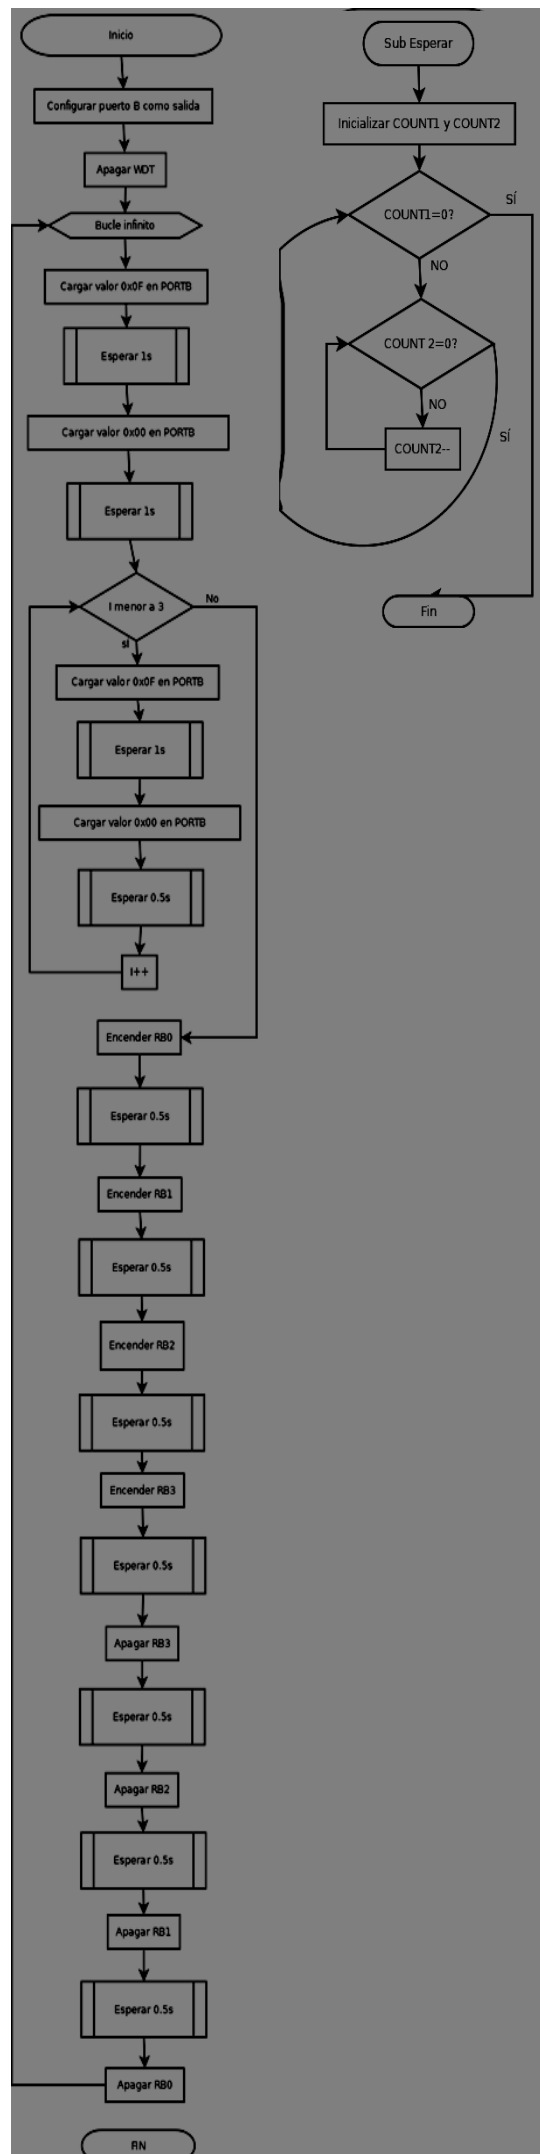 Inicio
Configurar puerto B como salida
Apagar WDT
Bucle infinito
Cargar valor 0x0F en PORTB
Esperar 1s
Cargar valor 0x00 en PORTB
Esperar 1s
I menor a 3
No
sí
Cargar valor 0x0F en PORTB
Esperar 1s
Cargar valor 0x00 en PORTB
Esperar 0.5s
I++
Encender RB0
Esperar 0.5s
Encender RB1
Esperar 0.5s
Encender RB2
Esperar 0.5s
Encender RB3
Esperar 0.5s
Apagar RB3
Esperar 0.5s
Apagar RB2
Esperar 0.5s
Apagar RB1
Esperar 0.5s
Apagar RB0
FIN
Sub Esperar
Inicializar COUNT1 y COUNT2
COUNT1=0?
SÍ
NO
COUNT 2=0?
NO
SÍ
COUNT2--
Fin